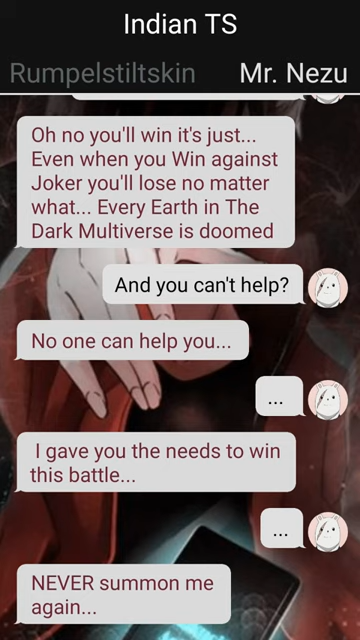 Indian TS
Rumpelstiltskin
Mr. Nezu
Oh no you'll win it's just...
Even when you Win against
Joker you'll lose no matter
what... Every Earth in The
Dark Multiverse is doomed
And you can't help?
No one can help you...
...
I gave you the needs to win
this battle...
...
NEVER summon me
again...